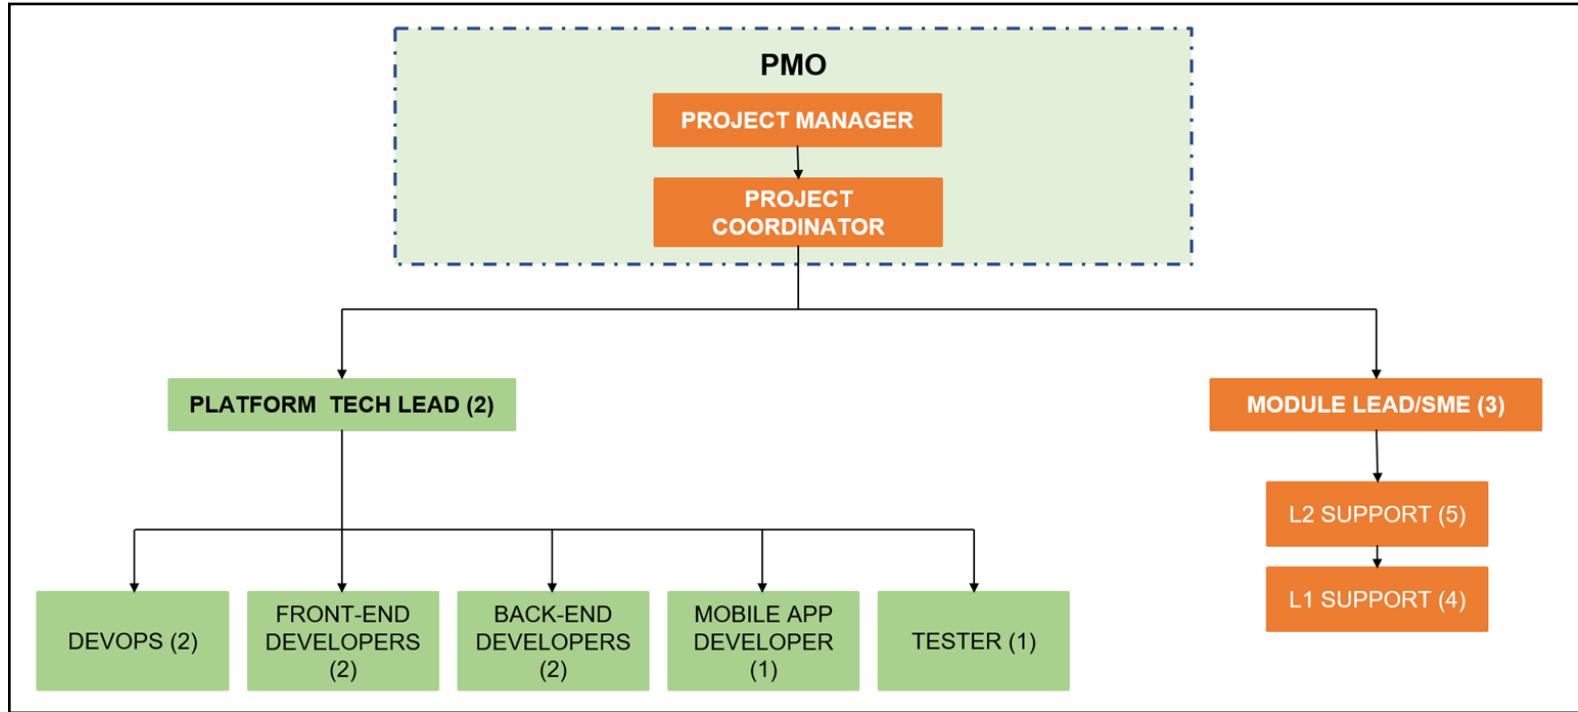 PMO
PROJECT MANAGER
PROJECT
COORDINATOR
PLATFORM  TECH LEAD (2)
MODULE LEAD/SME (3)
L2 SUPPORT (5)
L1 SUPPORT (4)
DEVOPS (2)
FRONT-END
DEVELOPERS
(2)
BACK-END
DEVELOPERS
(2)
MOBILE APP
DEVELOPER
(1)
TESTER (1)